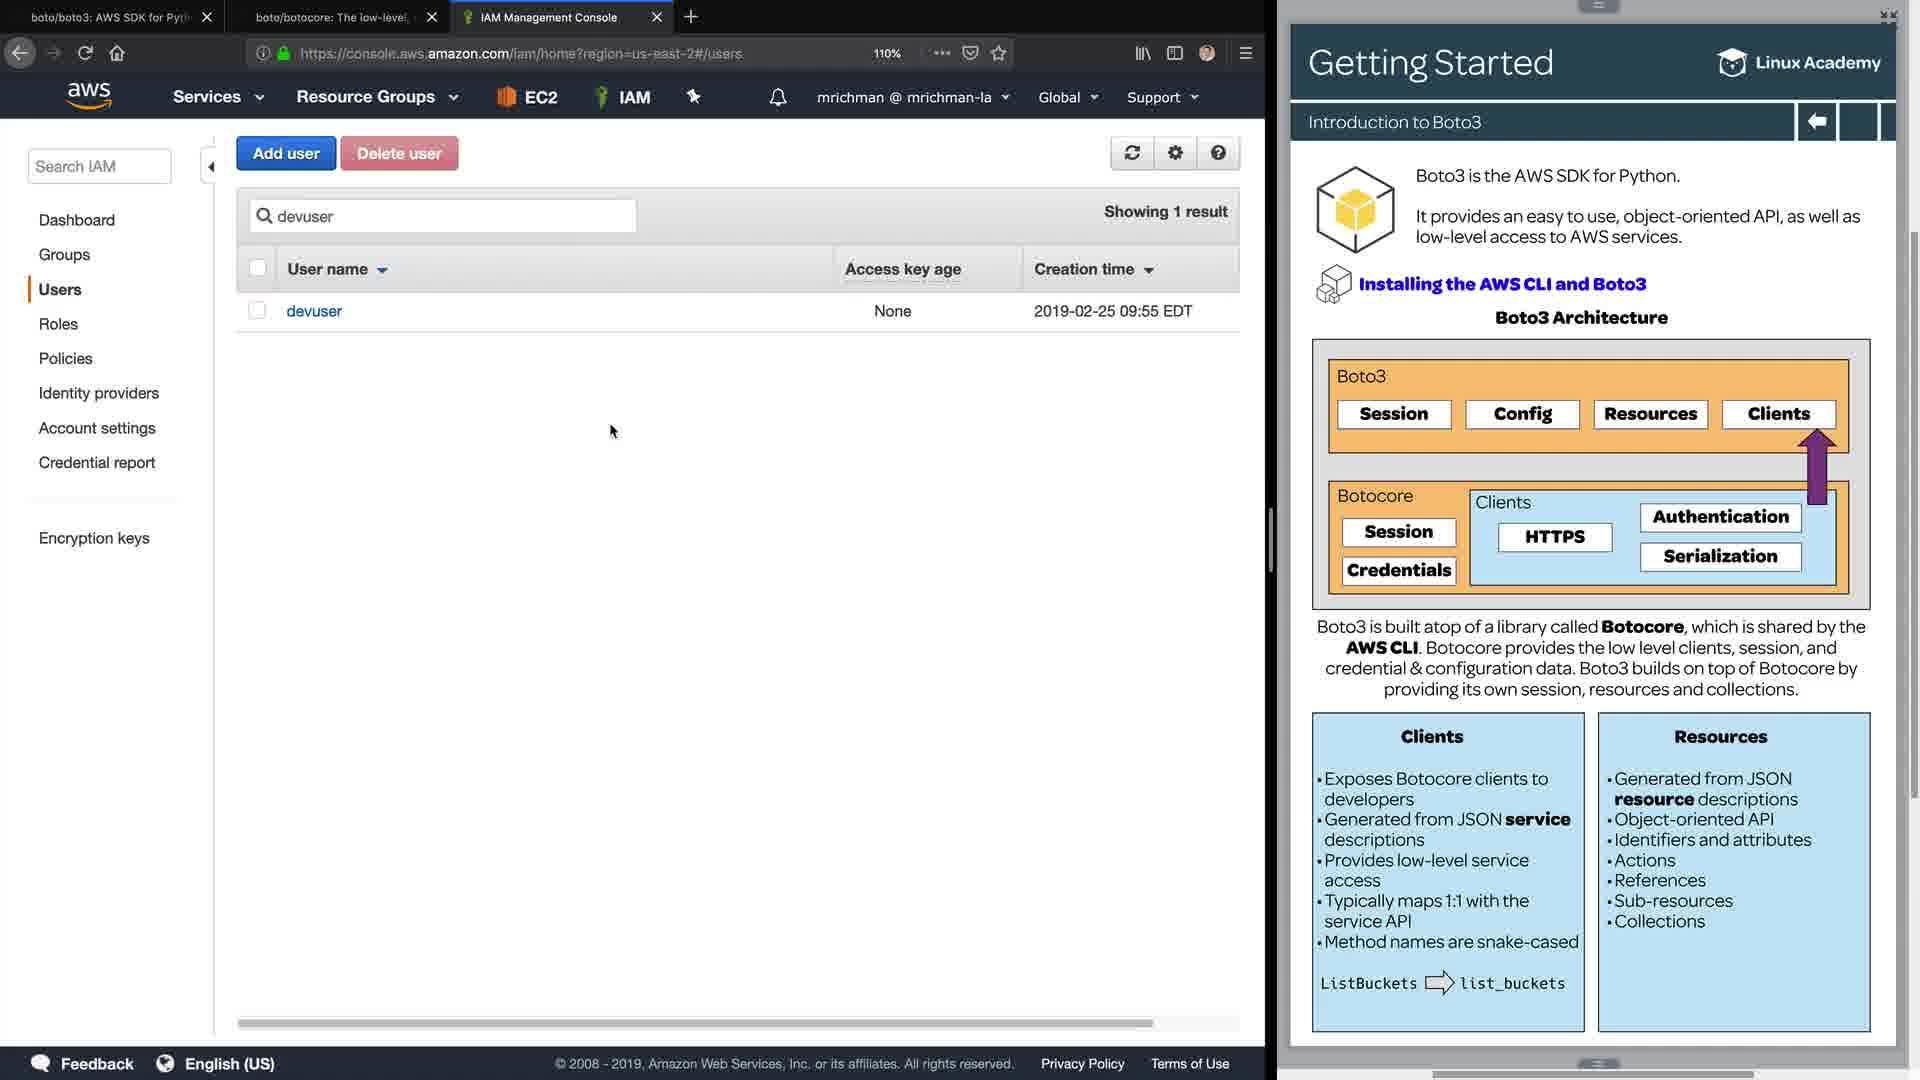 boto/boto3: AWS SDK for Pyth
boto/botocore: The low-level,
IAM Management Console
https://console.aws.amazon.com/iam/home?region=us-east-2#/users
110%
aws
Services
Resource Groups
EC2
IAM
mrichman @ mrichman-la
Global
Support
Search IAM
Dashboard
Groups
Users
Roles
Policies
Identity providers
Account settings
Credential report
Encryption keys
Add user
Delete user
devuser
Showing 1 result
User name
Access key age
Creation time
devuser
None
2019-02-25 09:55 EDT
Feedback
English (US)
© 2008 - 2019, Amazon Web Services, Inc. or its affiliates. All rights reserved.
Privacy Policy
Terms of Use
Getting Started
Linux Academy
Introduction to Boto3
Boto3 is the AWS SDK for Python.
It provides an easy to use, object-oriented API, as well as
low-level access to AWS services.
Installing the AWS CLI and Boto3
Boto3 Architecture
Boto3
Session
Config
Resources
Clients
Botocore
Session
Credentials
Clients
HTTPS
Authentication
Serialization
Boto3 is built atop of a library called Botocore, which is shared by the
AWS CLI. Botocore provides the low level clients, session, and
credential & configuration data. Boto3 builds on top of Botocore by
providing its own session, resources and collections.
Clients
•Exposes Botocore clients to
developers
•Generated from JSON service
descriptions
•Provides low-level service
access
•Typically maps 1:1 with the
service API
•Method names are snake-cased
ListBuckets
list_buckets
Resources
•Generated from JSON
resource descriptions
•Object-oriented API
•Identifiers and attributes
•Actions
•References
•Sub-resources
•Collections